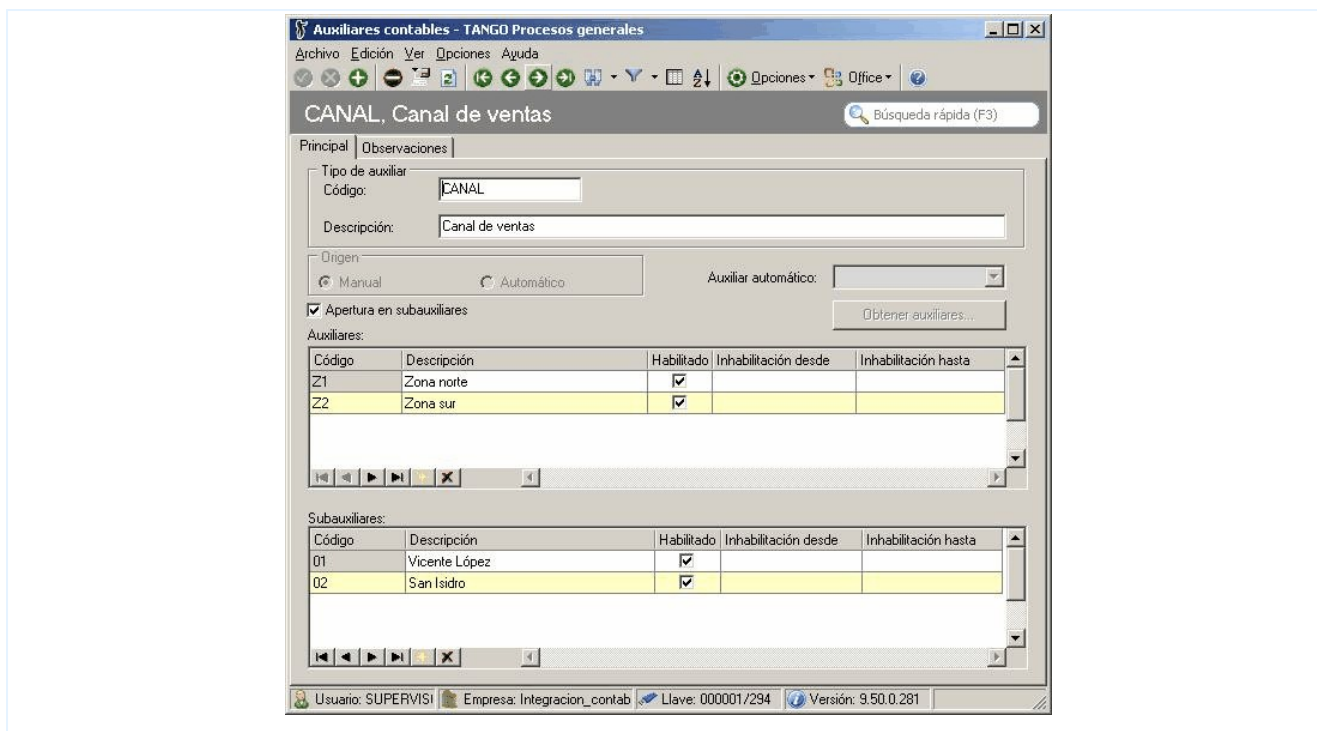 Auxiliares contables - TANGO Procesos generales
Archivo Edición Ver Opciones Ayuda
Opciones Office
CANAL, Canal de ventas Búsqueda rápida (F3)
Principal Observaciones
Tipo de auxiliar
Código: CANAL
Descripción: Canal de ventas
Origen
Manual Automático Auxiliar automático:
Apertura en subauxiliares Obtener auxiliares...
Auxiliares:
Código Descripción Habilitado Inhabilitación desde Inhabilitación hasta
Z1 Zona norte
Z2 Zona sur
Subauxiliares:
Código Descripción Habilitado Inhabilitación desde Inhabilitación hasta
01 Vicente López
02 San Isidro
Usuario: SUPERVISI Empresa: Integracion_contab Llave: 000001/294 Versión: 9.50.0.281